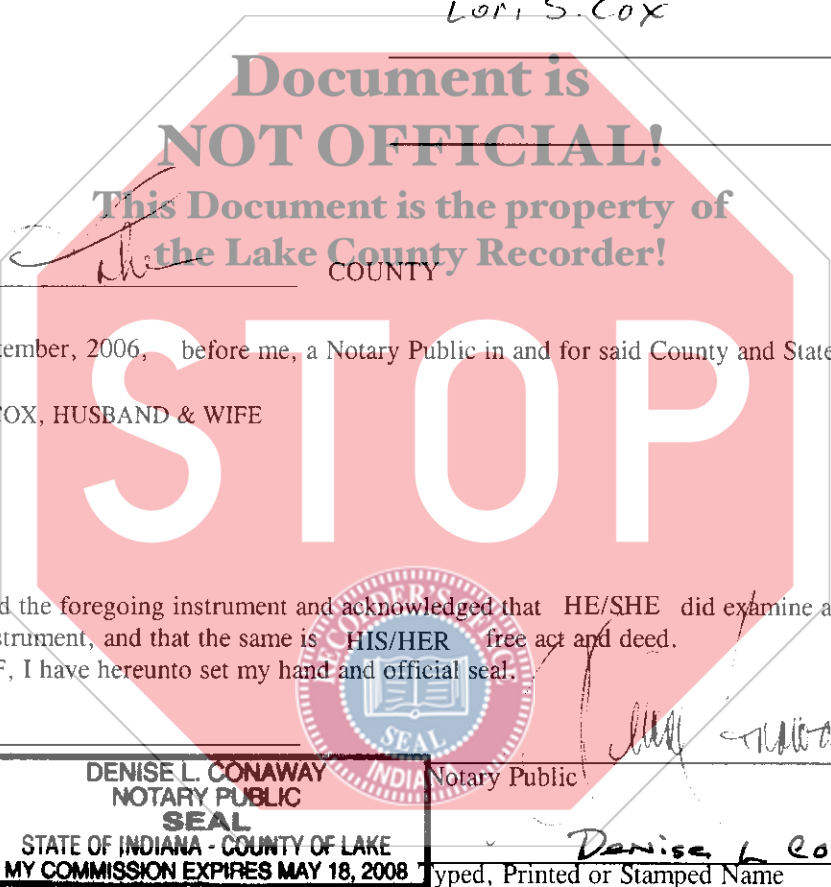 Lori S. Cox
Document is
NOT OFFICIAL!
This Document is the property of
the Lake County Recorder!
Lake COUNTY
STOP
tember, 2006, before me, a Notary Public in and for said County and State
OX, HUSBAND & WIFE
d the foregoing instrument and acknowledged that HE/SHE did examine a
strument, and that the same is HIS/HER free act and deed.
F, I have hereunto set my hand and official seal.
SEAL
INDIANA
DENISE L. CONAWAY
NOTARY PUBLIC
SEAL
STATE OF INDIANA - COUNTY OF LAKE
MY COMMISSION EXPIRES MAY 18, 2008
Notary Public
Denise L Co
Typed, Printed or Stamped Name